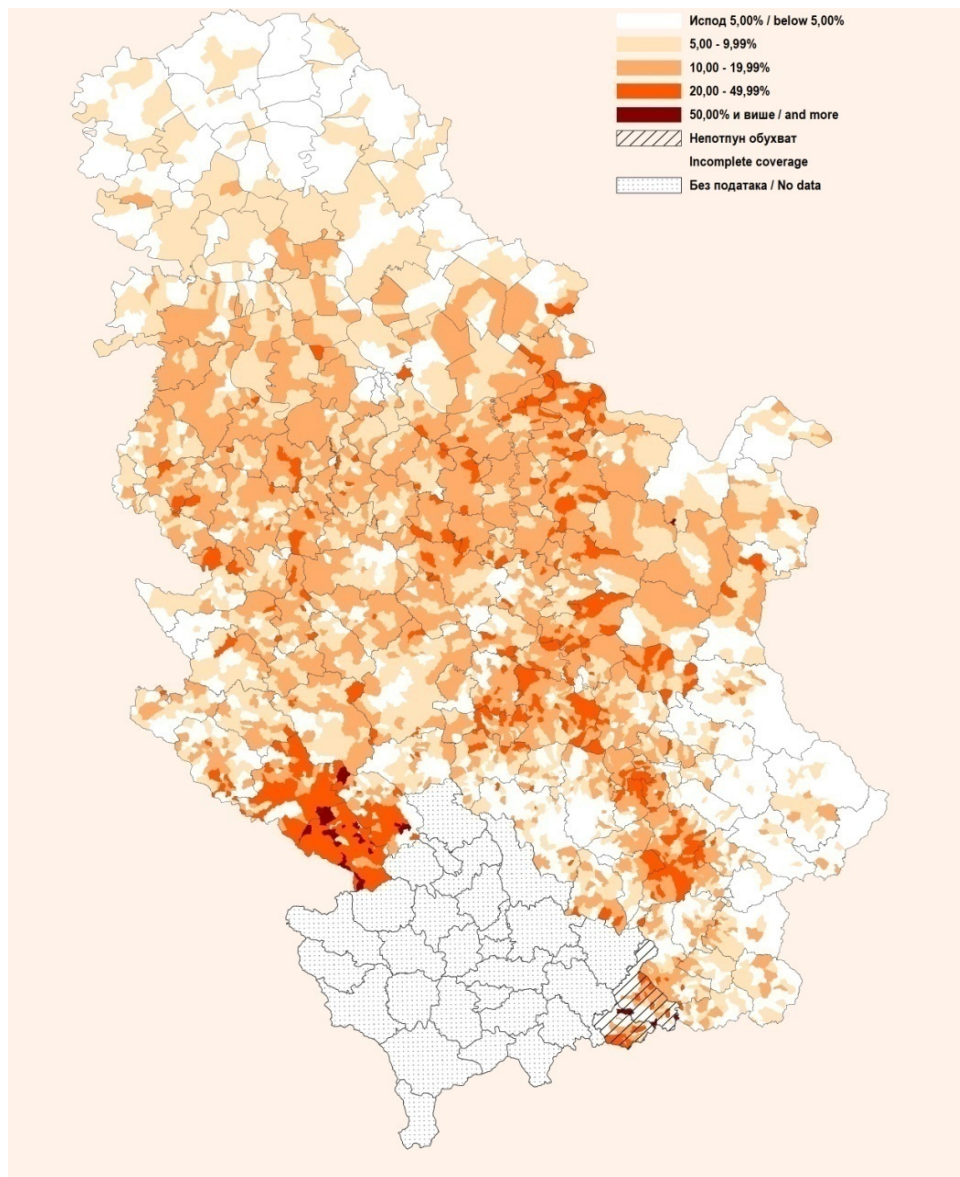 Испод 5,00% / below 5,00%
5,00 - 9,99%
10,00 - 19,99%
20,00 - 49,99%
50,00% и више / and more
Непотпун обухват
Incomplete coverage
Без података / No data